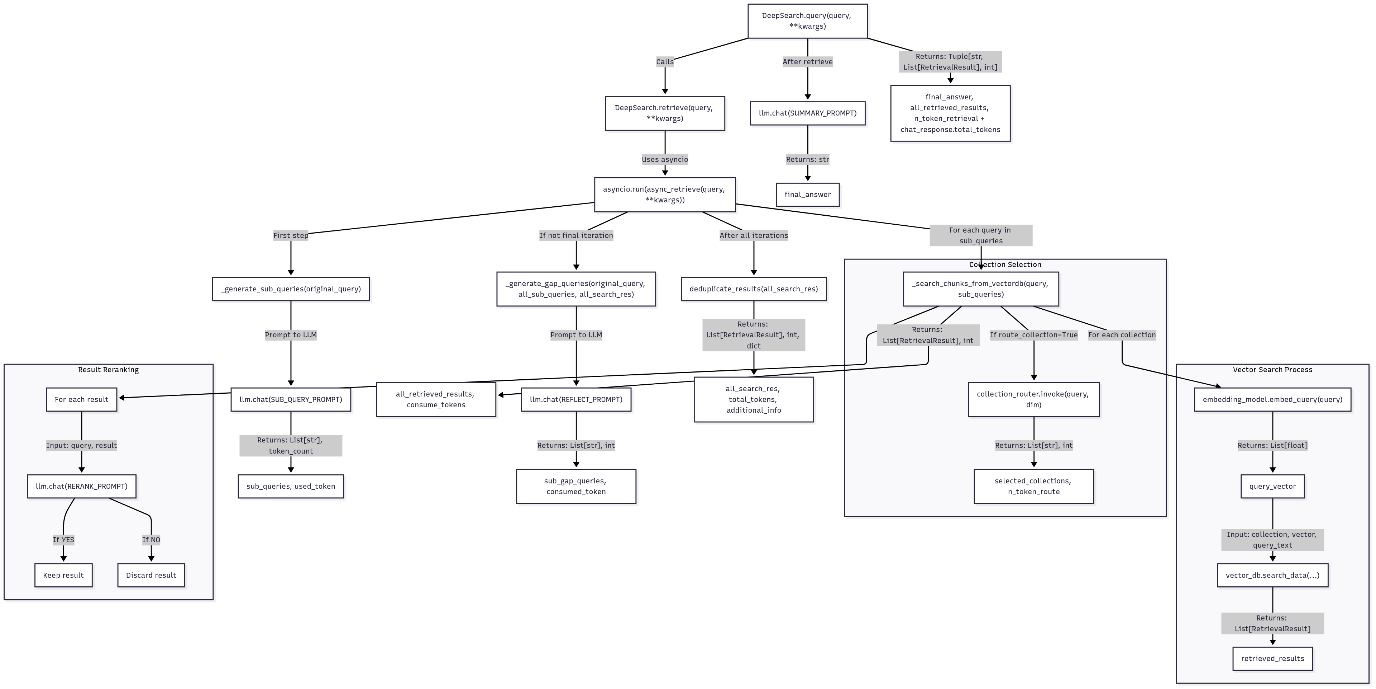 DeepSearch.query(query,
**kwargs)
Calls
After retrieve
Returns: Tuple[str,
List[RetrievalResult], int]
DeepSearch.retrieve(query,
**kwargs)
llm.chat(SUMMARY_PROMPT)
final_answer,
all_retrieved_results,
n_token_retrieval +
chat_response.total_tokens
Uses asyncio
Returns: str
asyncio.run(async_retrieve(query,
**kwargs))
final_answer
First step
If not final iteration
After all iterations
For each query in
sub_queries
Collection Selection
_generate_sub_queries(original_query)
_generate_gap_queries(original_query,
all_sub_queries, all_search_res)
deduplicate_results(all_search_res)
_search_chunks_from_vectordb(query,
sub_queries)
Prompt to LLM
Prompt to LLM
Returns:
List[RetrievalResult], int,
dict
Returns:
List[RetrievalResult], int
If route_collection=True
For each collection
Result Reranking
Vector Search Process
For each result
llm.chat(SUB_QUERY_PROMPT)
all_retrieved_results,
consume_tokens
llm.chat(REFLECT_PROMPT)
all_search_res,
total_tokens,
additional_info
collection_router.invoke(query,
dim)
embedding_model.embed_query(query)
Input: query, result
Returns: List[str],
token_count
Returns: List[str], int
Returns: List[str], int
Returns: List[float]
llm.chat(RERANK_PROMPT)
sub_queries, used_token
sub_gap_queries,
consumed_token
selected_collections,
n_token_route
query_vector
If YES
If NO
Input: collection, vector,
query_text
Keep result
Discard result
vector_db.search_data(...)
Returns:
List[RetrievalResult]
retrieved_results